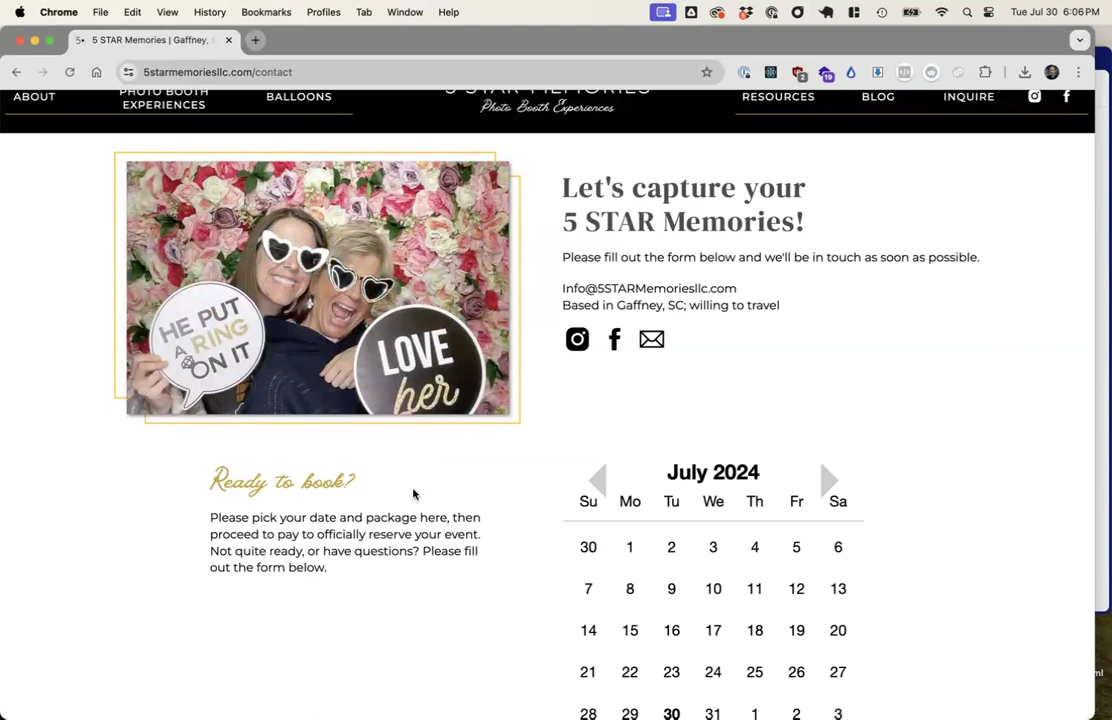 Chrome File Edit View History Bookmarks Profiles Tab Window Help Tue Jul 30 6:06 PM
5 STAR Memories | Gaffney, S
5starmemoriesllc.com/contact
2 19
ABOUT PHOTO BOOTH EXPERIENCES BALLOONS 5 STAR MEMORIES RESOURCES BLOG INQUIRE
Photo Booth Experiences
HE PUT
A RING
ON IT
LOVE
her
Let's capture your
5 STAR Memories!
Please fill out the form below and we'll be in touch as soon as possible.
Info@5STARMemoriesllc.com
Based in Gaffney, SC; willing to travel
Ready to book?
Please pick your date and package here, then
proceed to pay to officially reserve your event.
Not quite ready, or have questions? Please fill
out the form below.
July 2024
Su Mo Tu We Th Fr Sa
30 1 2 3 4 5 6
7 8 9 10 11 12 13
14 15 16 17 18 19 20
21 22 23 24 25 26 27
28 29 30 31 1 2 3